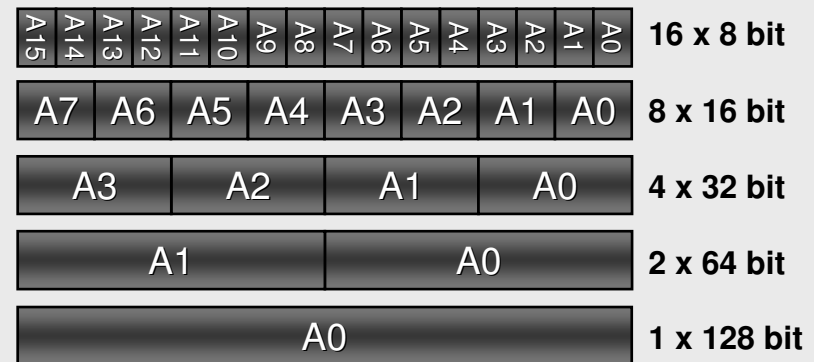 A15 A14 A13 A12 A11 A10 A9 A8 A7 A6 A5 A4 A3 A2 A1 A0 16 x 8 bit
A7 A6 A5 A4 A3 A2 A1 A0 8 x 16 bit
A3 A2 A1 A0 4 x 32 bit
A1 A0 2 x 64 bit
A0 1 x 128 bit